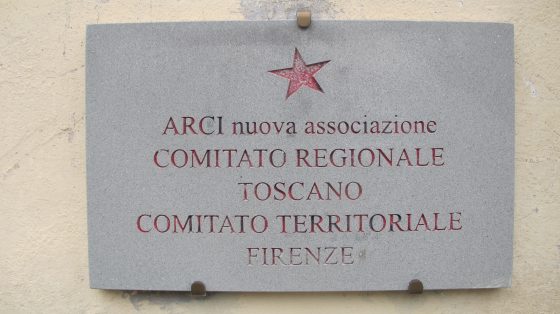 ARCI nuova associazione
COMITATO REGIONALE
TOSCANO
COMITATO TERRITORIALE
FIRENZE